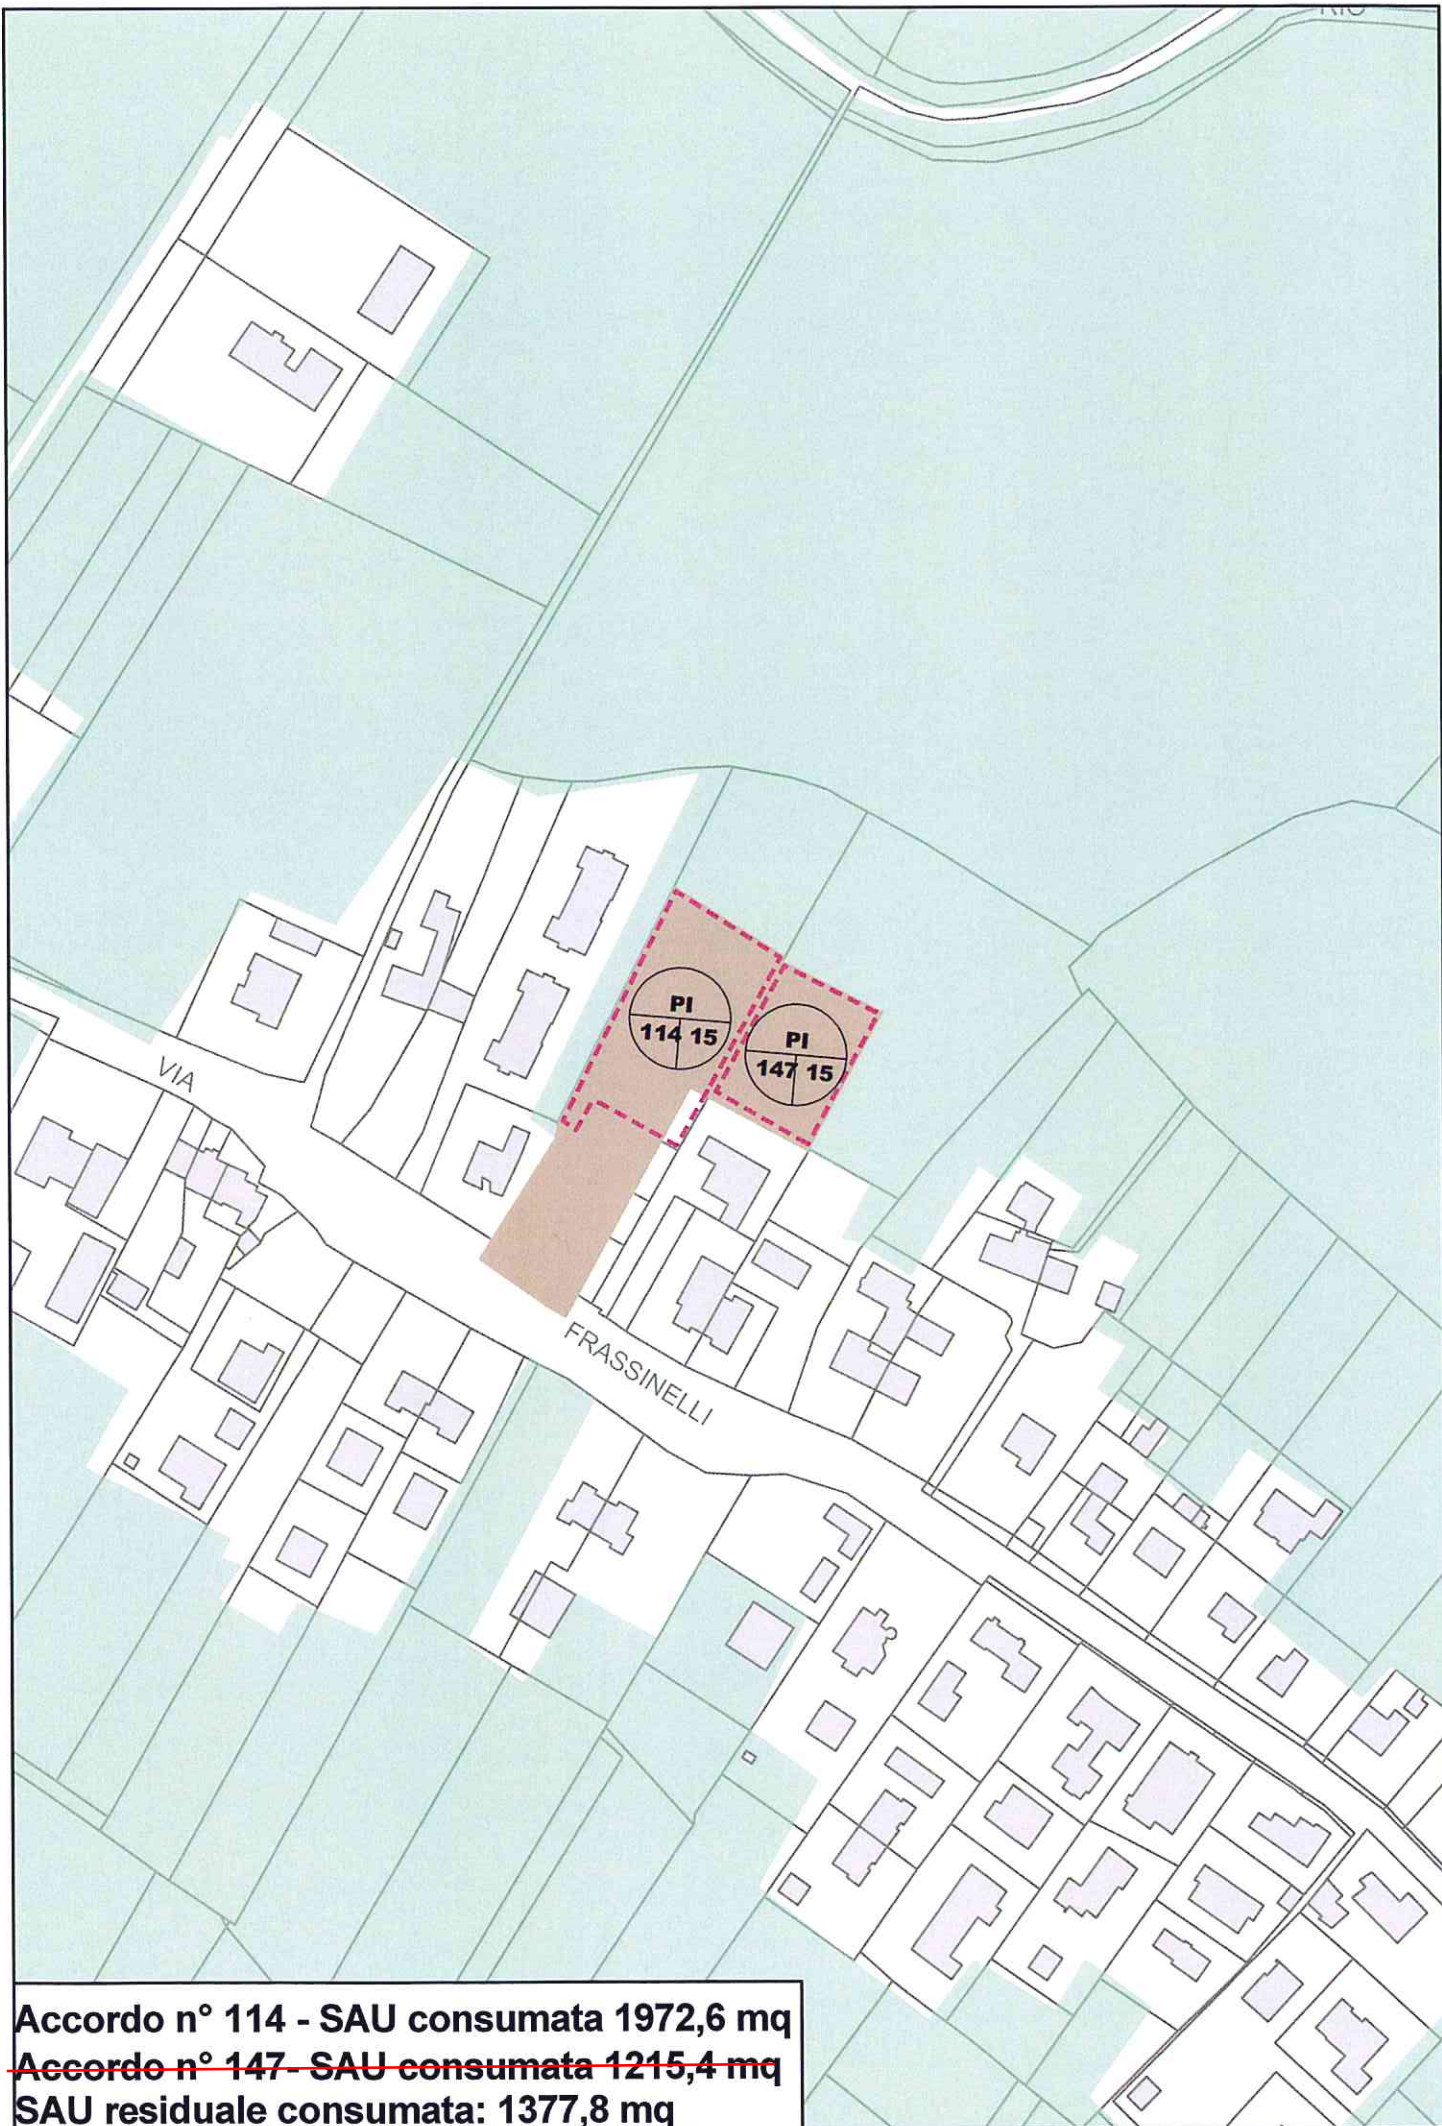 RIO
PI
114 15
PI
147 15
VIA
FRASSINELLI
Accordo n° 114 - SAU consumata 1972,6 mq
Accordo n° 147- SAU consumata 1215,4 mq
SAU residuale consumata: 1377,8 mq